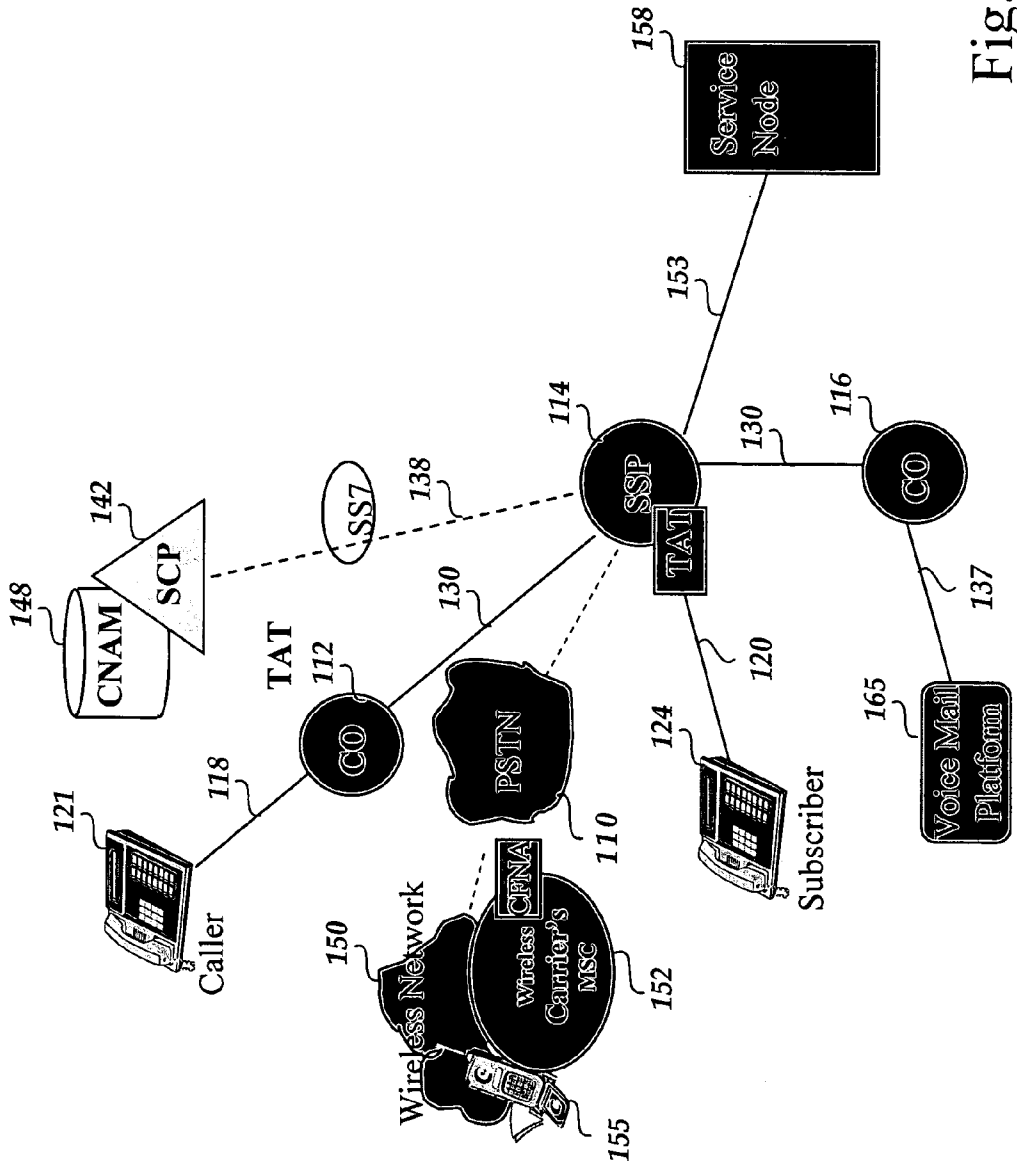 148
CNAM
142
SCP
121
Caller
118
TAT
112
CO
SS7
138
130
150
Wireless Network
CFNA
Wireless
Carrier's
MSC
152
155
PSTN
110
114
SSP
TAT
153
158
Service
Node
120
124
Subscriber
130
116
CO
137
165
Voice Mail
Platform
Fig.